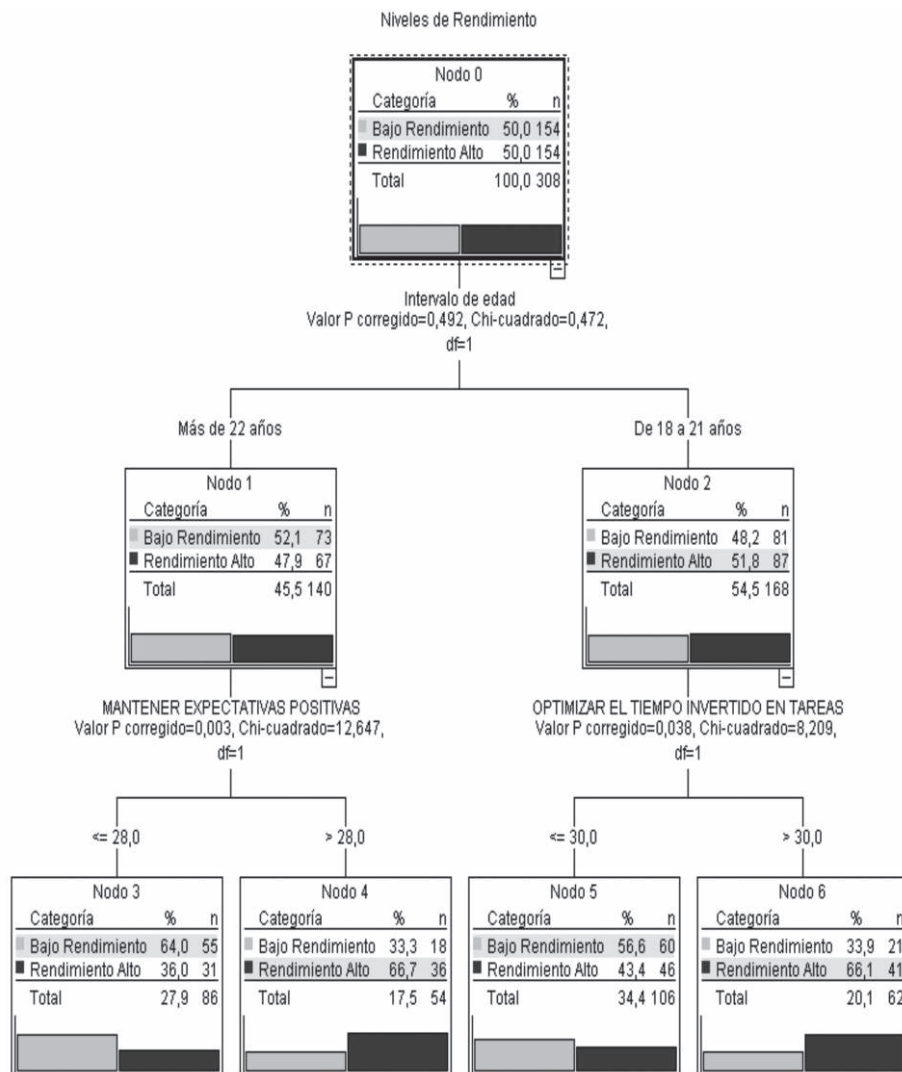 Niveles de Rendimiento
Nodo 0
Categoría % n
Bajo Rendimiento 50,0 154
Rendimiento Alto 50,0 154
Total 100,0 308
Intervalo de edad
Valor P corregido=0,492, Chi-cuadrado=0,472,
df=1
Más de 22 años
De 18 a 21 años
Nodo 1
Categoría % n
Bajo Rendimiento 52,1 73
Rendimiento Alto 47,9 67
Total 45,5 140
Nodo 2
Categoría % n
Bajo Rendimiento 48,2 81
Rendimiento Alto 51,8 87
Total 54,5 168
MANTENER EXPECTATIVAS POSITIVAS
Valor P corregido=0,003, Chi-cuadrado=12,647,
df=1
OPTIMIZAR EL TIEMPO INVERTIDO EN TAREAS
Valor P corregido=0,038, Chi-cuadrado=8,209,
df=1
<= 28,0
> 28,0
<= 30,0
> 30,0
Nodo 3
Categoría % n
Bajo Rendimiento 64,0 55
Rendimiento Alto 36,0 31
Total 27,9 86
Nodo 4
Categoría % n
Bajo Rendimiento 33,3 18
Rendimiento Alto 66,7 36
Total 17,5 54
Nodo 5
Categoría % n
Bajo Rendimiento 56,6 60
Rendimiento Alto 43,4 46
Total 34,4 106
Nodo 6
Categoría % n
Bajo Rendimiento 33,9 21
Rendimiento Alto 66,1 41
Total 20,1 62